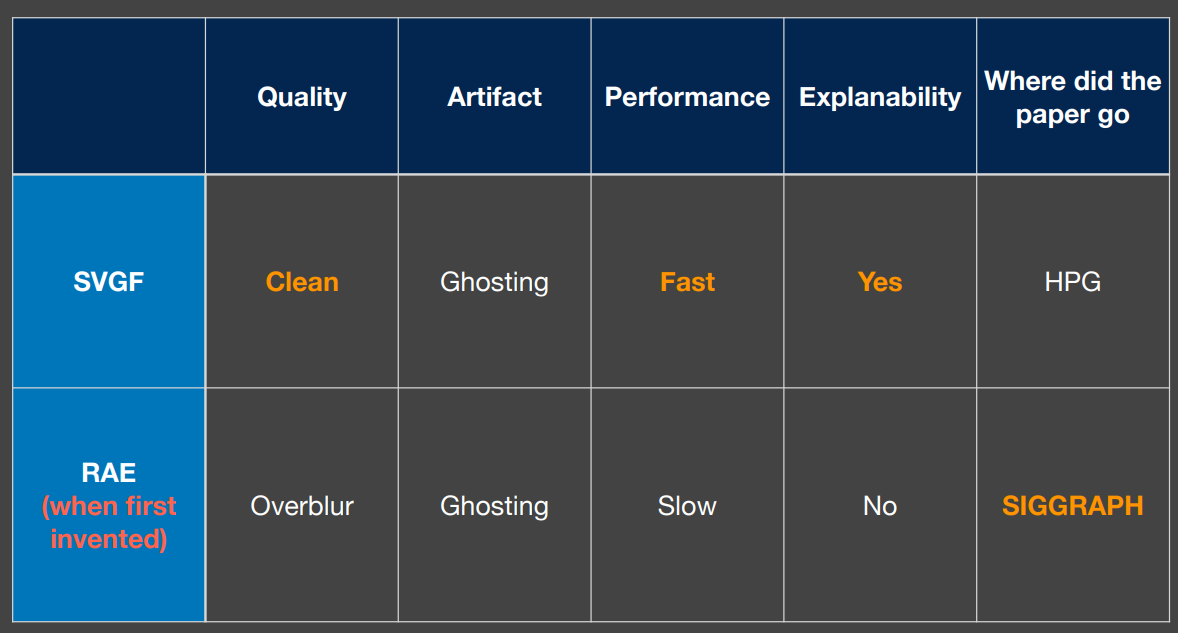 Quality Artifact Performance Explanability Where did the
paper go
SVGF Clean Ghosting Fast Yes HPG
RAE
(when first
invented)
Overblur Ghosting Slow No SIGGRAPH